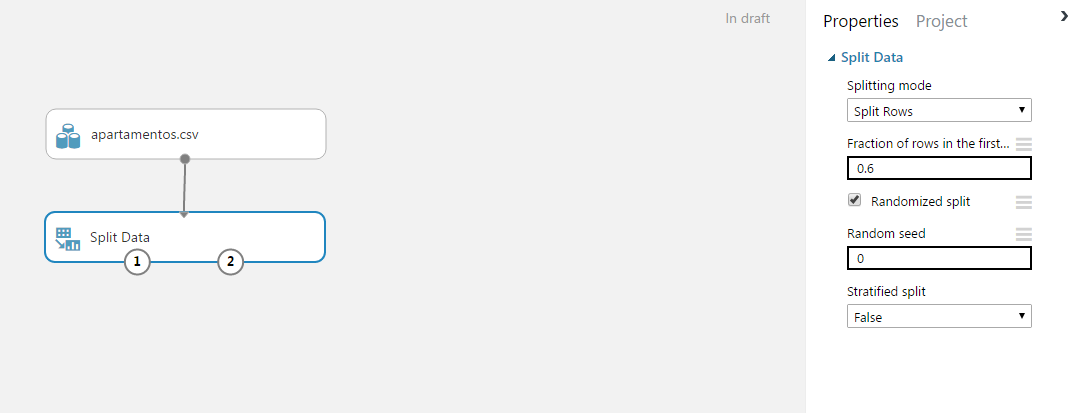 In draft
apartamentos.csv
Split Data
1
2
Properties
Project
Split Data
Splitting mode
Split Rows
Fraction of rows in the first...
0.6
Randomized split
Random seed
0
Stratified split
False